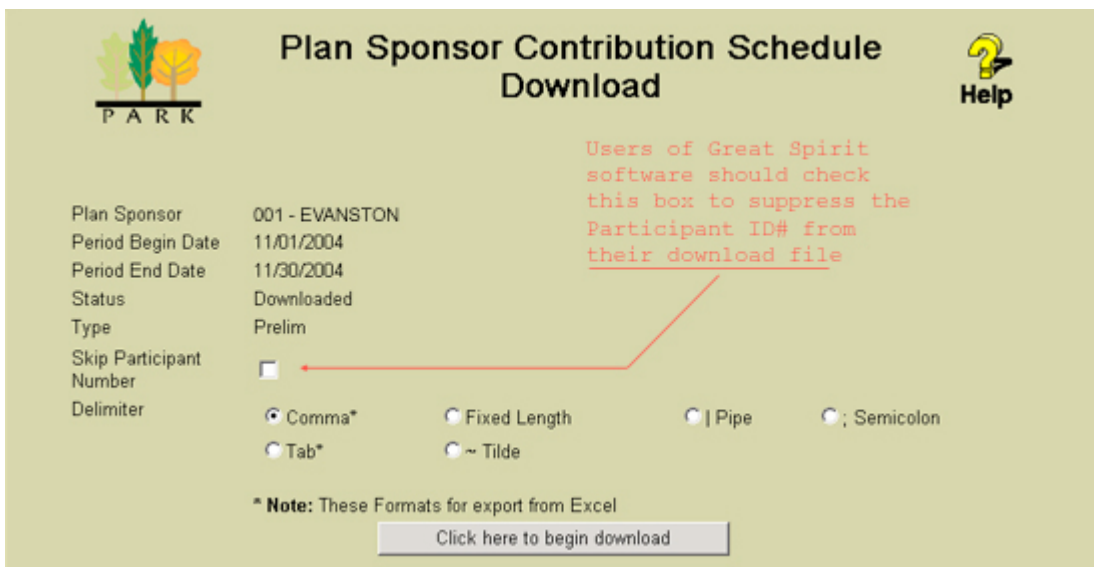 Plan Sponsor Contribution Schedule
Download
Help
PARK
Users of Great Spirit
software should check
this box to suppress the
Participant ID# from
their download file
Plan Sponsor 001 - EVANSTON
Period Begin Date 11/01/2004
Period End Date 11/30/2004
Status Downloaded
Type Prelim
Skip Participant
Number
Delimiter
Comma* Fixed Length | Pipe ; Semicolon
Tab* ~ Tilde
* Note: These Formats for export from Excel
Click here to begin download